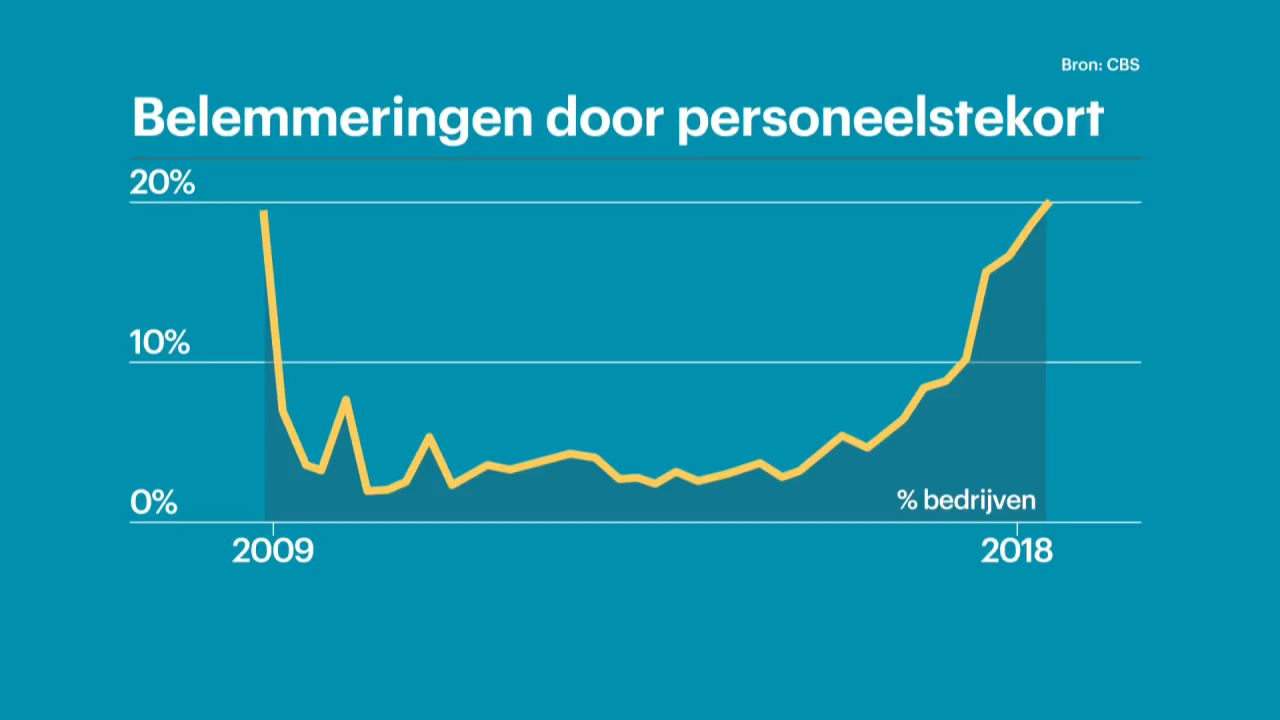 Bron: CBS
Belemmeringen door personeelstekort
20%
10%
0%
% bedrijven
2009
2018